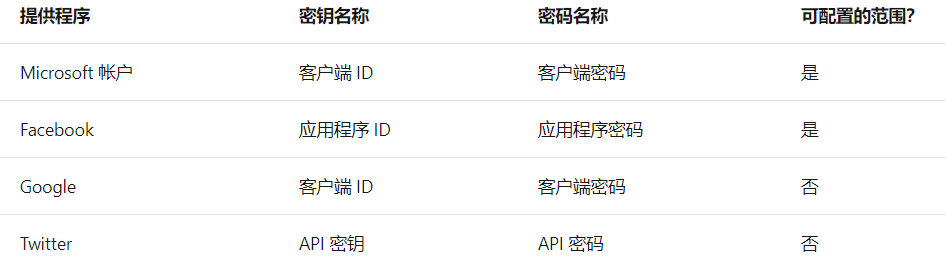 提供程序 密钥名称 密码名称 可配置的范围?
Microsoft 帐户 客户端 ID 客户端密码 是
Facebook 应用程序 ID 应用程序密码 是
Google 客户端 ID 客户端密码 否
Twitter API 密钥 API 密码 否